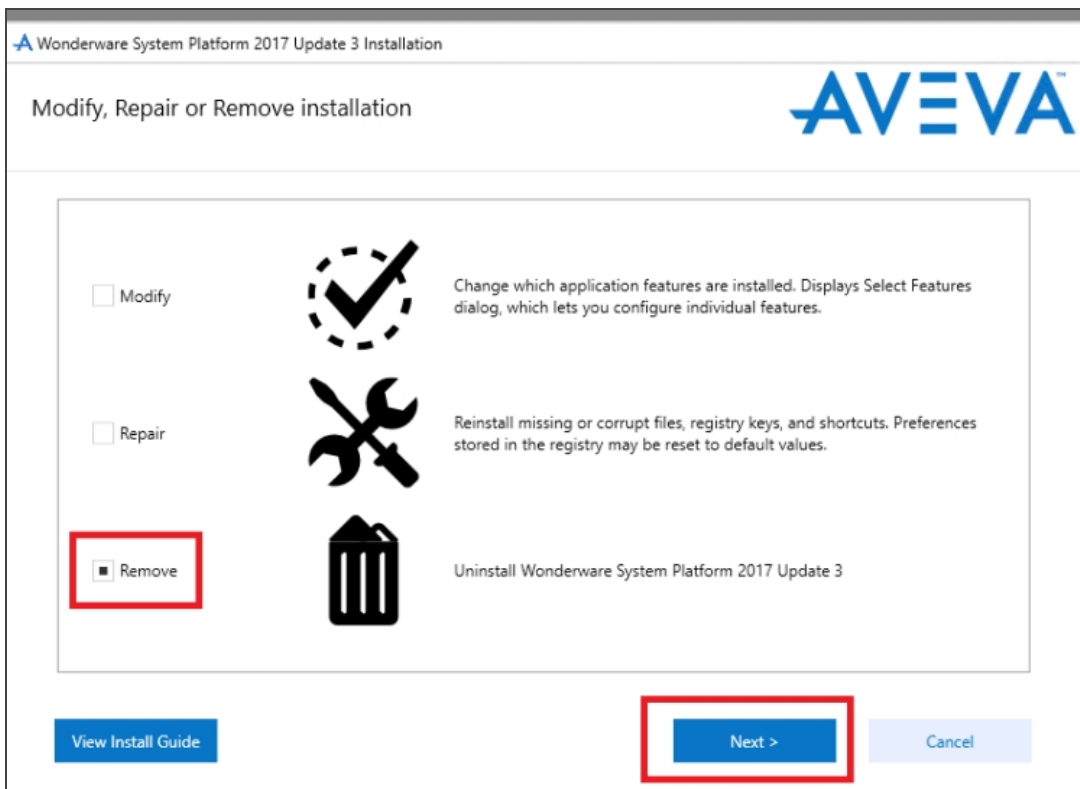 Wonderware System Platform 2017 Update 3 Installation
Modify, Repair or Remove installation
AVEVA™
Modify
Change which application features are installed. Displays Select Features
dialog, which lets you configure individual features.
Repair
Reinstall missing or corrupt files, registry keys, and shortcuts. Preferences
stored in the registry may be reset to default values.
Remove
Uninstall Wonderware System Platform 2017 Update 3
View Install Guide
Next >
Cancel